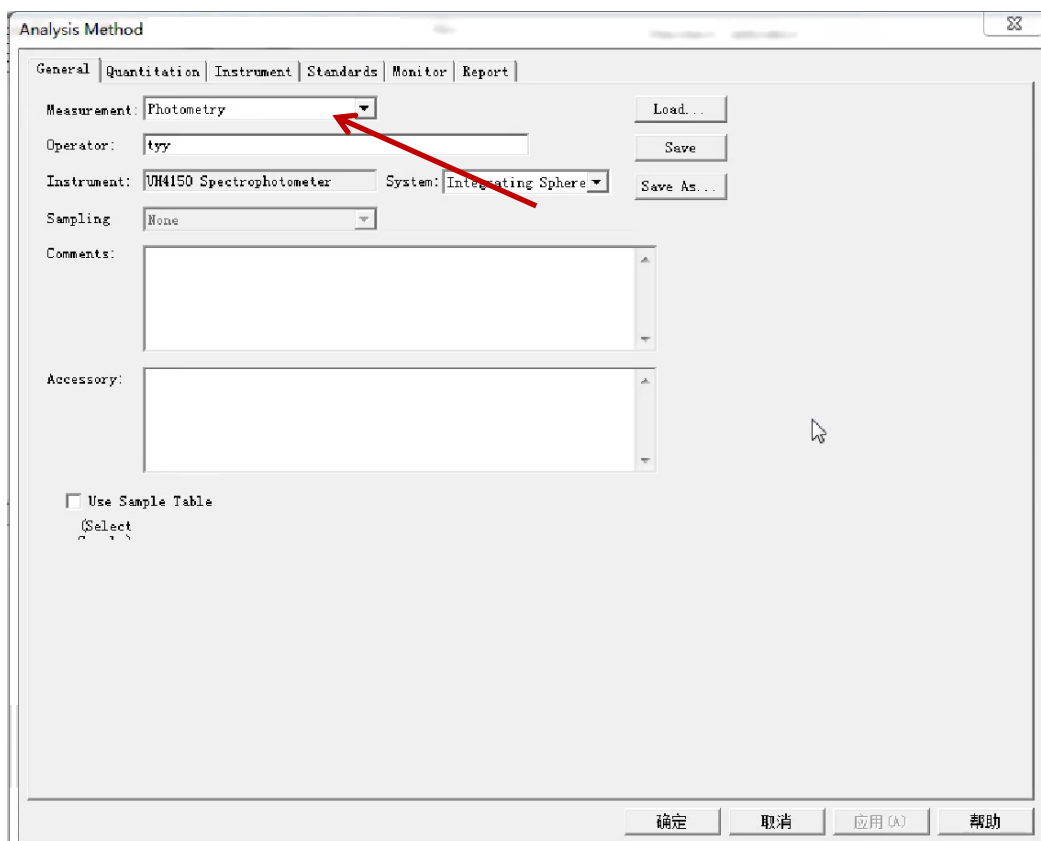 Analysis Method
General Quantitation Instrument Standards Monitor Report
Measurement: Photometry Load...
Operator: tyy Save
Instrument: UH4150 Spectrophotometer System: Integrating Sphere Save As...
Sampling None
Comments:
Accessory:
Use Sample Table
(Select
确定 取消 应用(A) 帮助